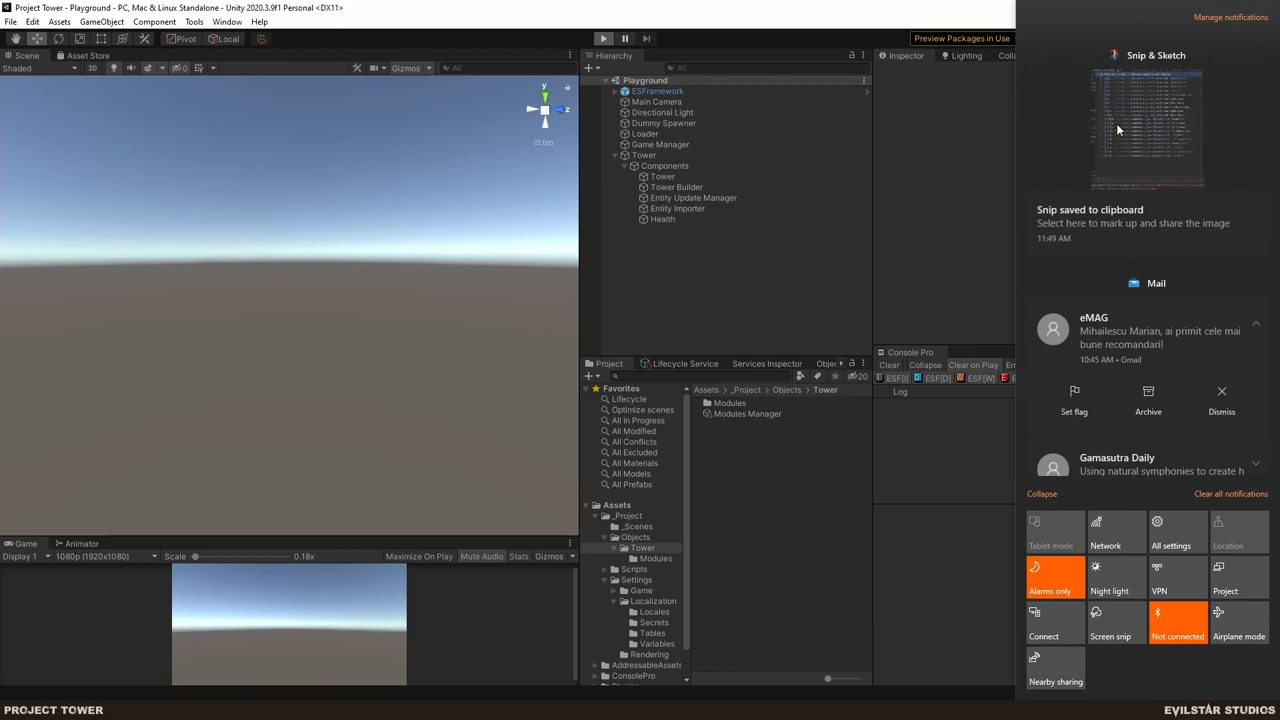 Project Tower - Playground - PC, Mac & Linux Standalone - Unity 2020.3.9f1 Personal <DX11>
File Edit Assets GameObject Component Tools Window Help
Pivot Local
Preview Packages in Use
Scene Asset Store
Shaded 2D 0 Gizmos All
y
z
Iso
Hierarchy
All
Playground
ESFramework
Main Camera
Directional Light
Dummy Spawner
Loader
Game Manager
Tower
Components
Tower
Tower Builder
Entity Update Manager
Entity Importer
Health
Inspector Lighting Colla
Project Lifecycle Service Services Inspector Objec
20
Favorites
Lifecycle
Optimize scenes
All In Progress
All Modified
All Conflicts
All Excluded
All Materials
All Models
All Prefabs
Assets
_Project
_Scenes
Objects
Tower
Modules
Scripts
Settings
Game
Localization
Locales
Secrets
Tables
Variables
Rendering
AddressableAssets
ConsolePro
Assets _Project Objects Tower
Modules
Modules Manager
Console Pro
Clear Collapse Clear on Play
ESF[I] ESF[D] ESF[W]
Log
Game Animator
Display 1 1080p (1920x1080) Scale 0.18x Maximize On Play Mute Audio Stats Gizmos
Manage notifications
Snip & Sketch
Snip saved to clipboard
Select here to mark up and share the image
11:49 AM
Mail
eMAG
Mihailescu Marian, ai primit cele mai
bune recomandari!
10:45 AM • Gmail
Set flag Archive Dismiss
Gamasutra Daily
Using natural symphonies to create h
Collapse Clear all notifications
Tablet mode Network All settings Location
Alarms only Night light VPN Project
Connect Screen snip Not connected Airplane mode
Nearby sharing
PROJECT TOWER
EVILSTAR STUDIOS